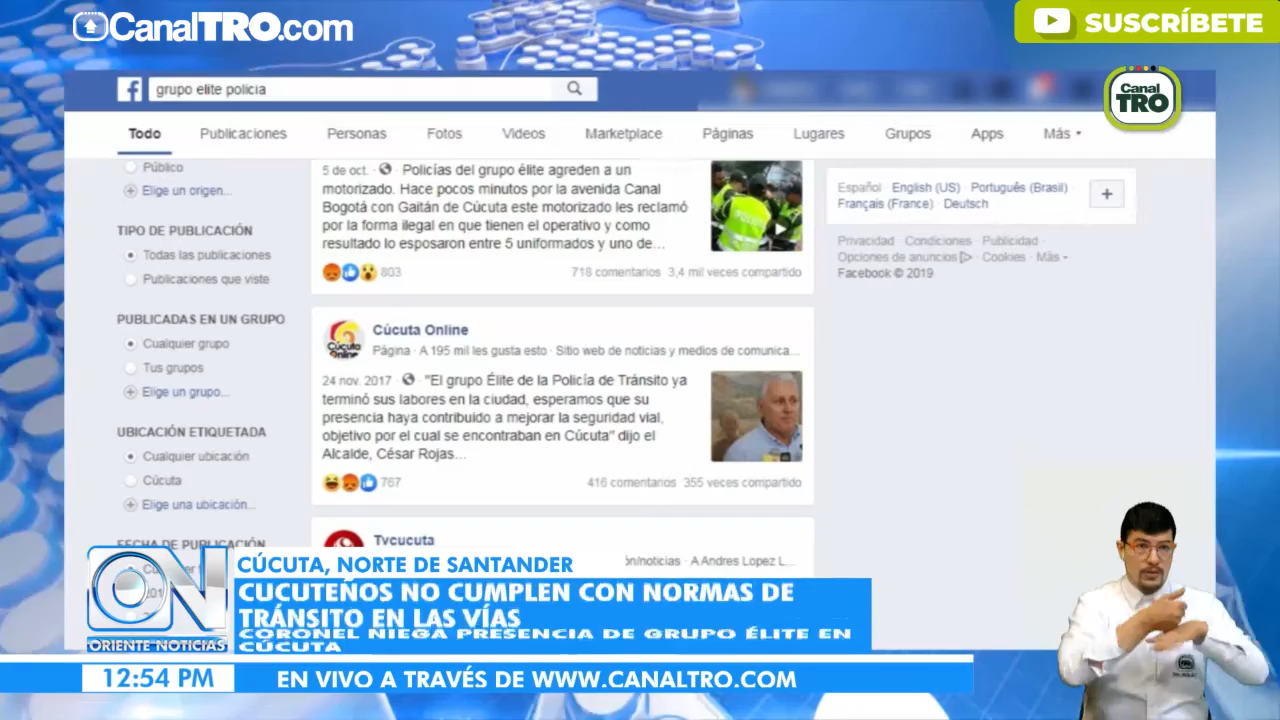 CanalTRO.com
SUSCRÍBETE
grupo elite policia
Canal
TRO
Todo
Publicaciones
Personas
Fotos
Videos
Marketplace
Páginas
Lugares
Grupos
Apps
Más
Público
Elige un origen...
TIPO DE PUBLICACIÓN
Todas las publicaciones
Publicaciones que viste
PUBLICADAS EN UN GRUPO
Cualquier grupo
Tus grupos
Elige un grupo...
UBICACIÓN ETIQUETADA
Cualquier ubicación
Cúcuta
Elige una ubicación...
FECHA DE PUBLICACIÓN
5 de oct. · Policías del grupo élite agreden a un
motorizado. Hace pocos minutos por la avenida Canal
Bogotá con Gaitán de Cúcuta este motorizado les reclamó
por la forma ilegal en que tienen el operativo y como
resultado lo esposaron entre 5 uniformados y uno de...
803
718 comentarios 3,4 mil veces compartido
Cúcuta Online
Cúcuta
Online
Página · A 195 mil les gusta esto · Sitio web de noticias y medios de comunica...
24 nov. 2017 · "El grupo Élite de la Policía de Tránsito ya
terminó sus labores en la ciudad, esperamos que su
presencia haya contribuido a mejorar la seguridad vial,
objetivo por el cual se encontraban en Cúcuta" dijo el
Alcalde, César Rojas...
767
416 comentarios 355 veces compartido
Tvcucuta
ón/noticias · A Andres Lopez L...
Español · English (US) · Português (Brasil) ·
Français (France) · Deutsch
+
Privacidad · Condiciones · Publicidad ·
Opciones de anuncios · Cookies · Más
Facebook © 2019
ON
ORIENTE NOTICIAS
CÚCUTA, NORTE DE SANTANDER
CUCUTEÑOS NO CUMPLEN CON NORMAS DE
TRÁNSITO EN LAS VÍAS
CORONEL NIEGA PRESENCIA DE GRUPO ÉLITE EN
CÚCUTA
12:54 PM
EN VIVO A TRAVÉS DE WWW.CANALTRO.COM